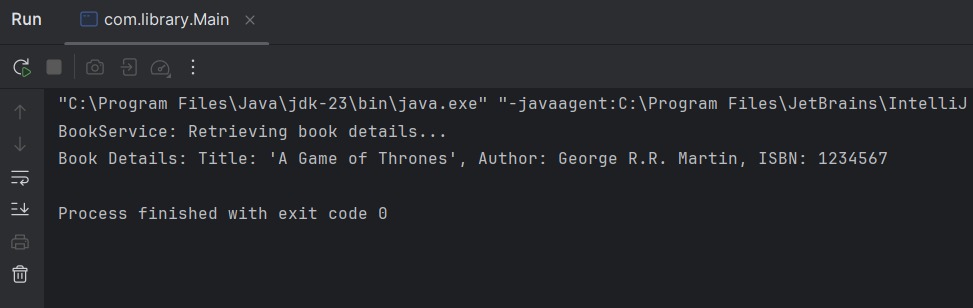 Run com.library.Main
"C:\Program Files\Java\jdk-23\bin\java.exe" "-javaagent:C:\Program Files\JetBrains\IntelliJ
BookService: Retrieving book details...
Book Details: Title: 'A Game of Thrones', Author: George R.R. Martin, ISBN: 1234567
Process finished with exit code 0